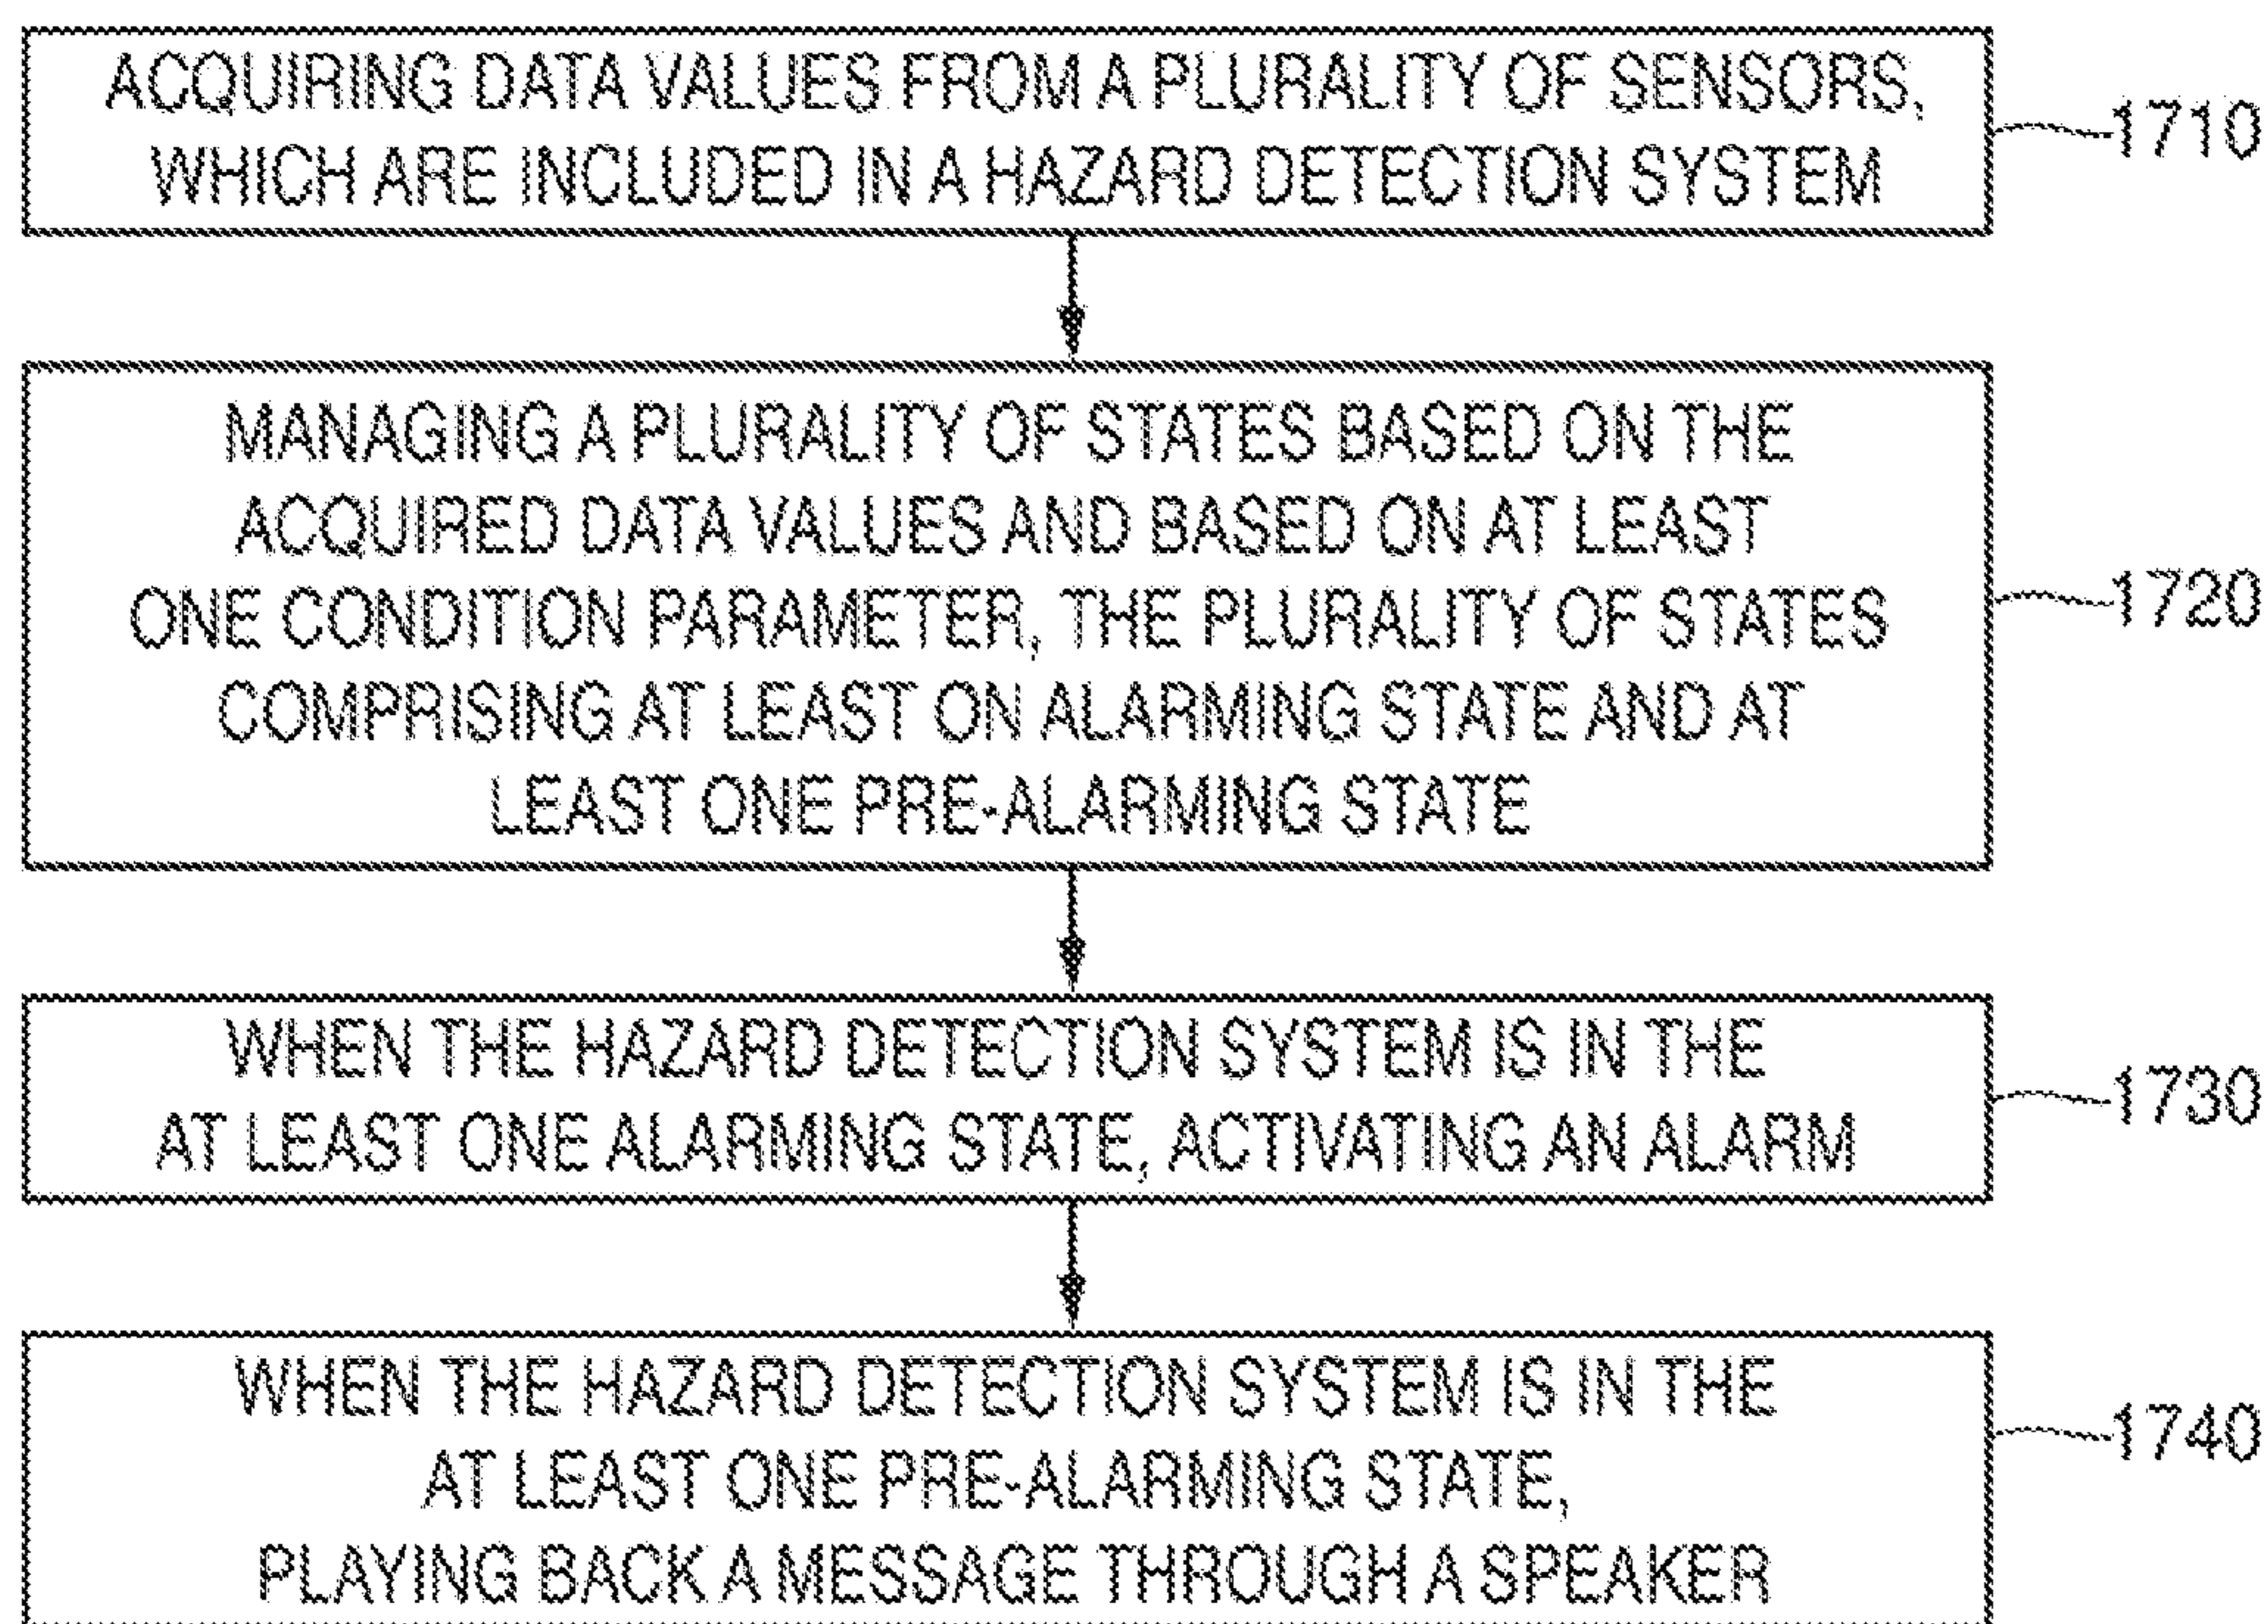 ACQUIRING DATA VALUES FROM A PLURALITY OF SENSORS,
WHICH ARE INCLUDED IN A HAZARD DETECTION SYSTEM
1710
MANAGING A PLURALITY OF STATES BASED ON THE
ACQUIRED DATA VALUES AND BASED ON AT LEAST
ONE CONDITION PARAMETER, THE PLURALITY OF STATES
COMPRISING AT LEAST ON ALARMING STATE AND AT
LEAST ONE PRE-ALARMING STATE
1720
WHEN THE HAZARD DETECTION SYSTEM IS IN THE
AT LEAST ONE ALARMING STATE, ACTIVATING AN ALARM
1730
WHEN THE HAZARD DETECTION SYSTEM IS IN THE
AT LEAST ONE PRE-ALARMING STATE,
PLAYING BACK A MESSAGE THROUGH A SPEAKER
1740